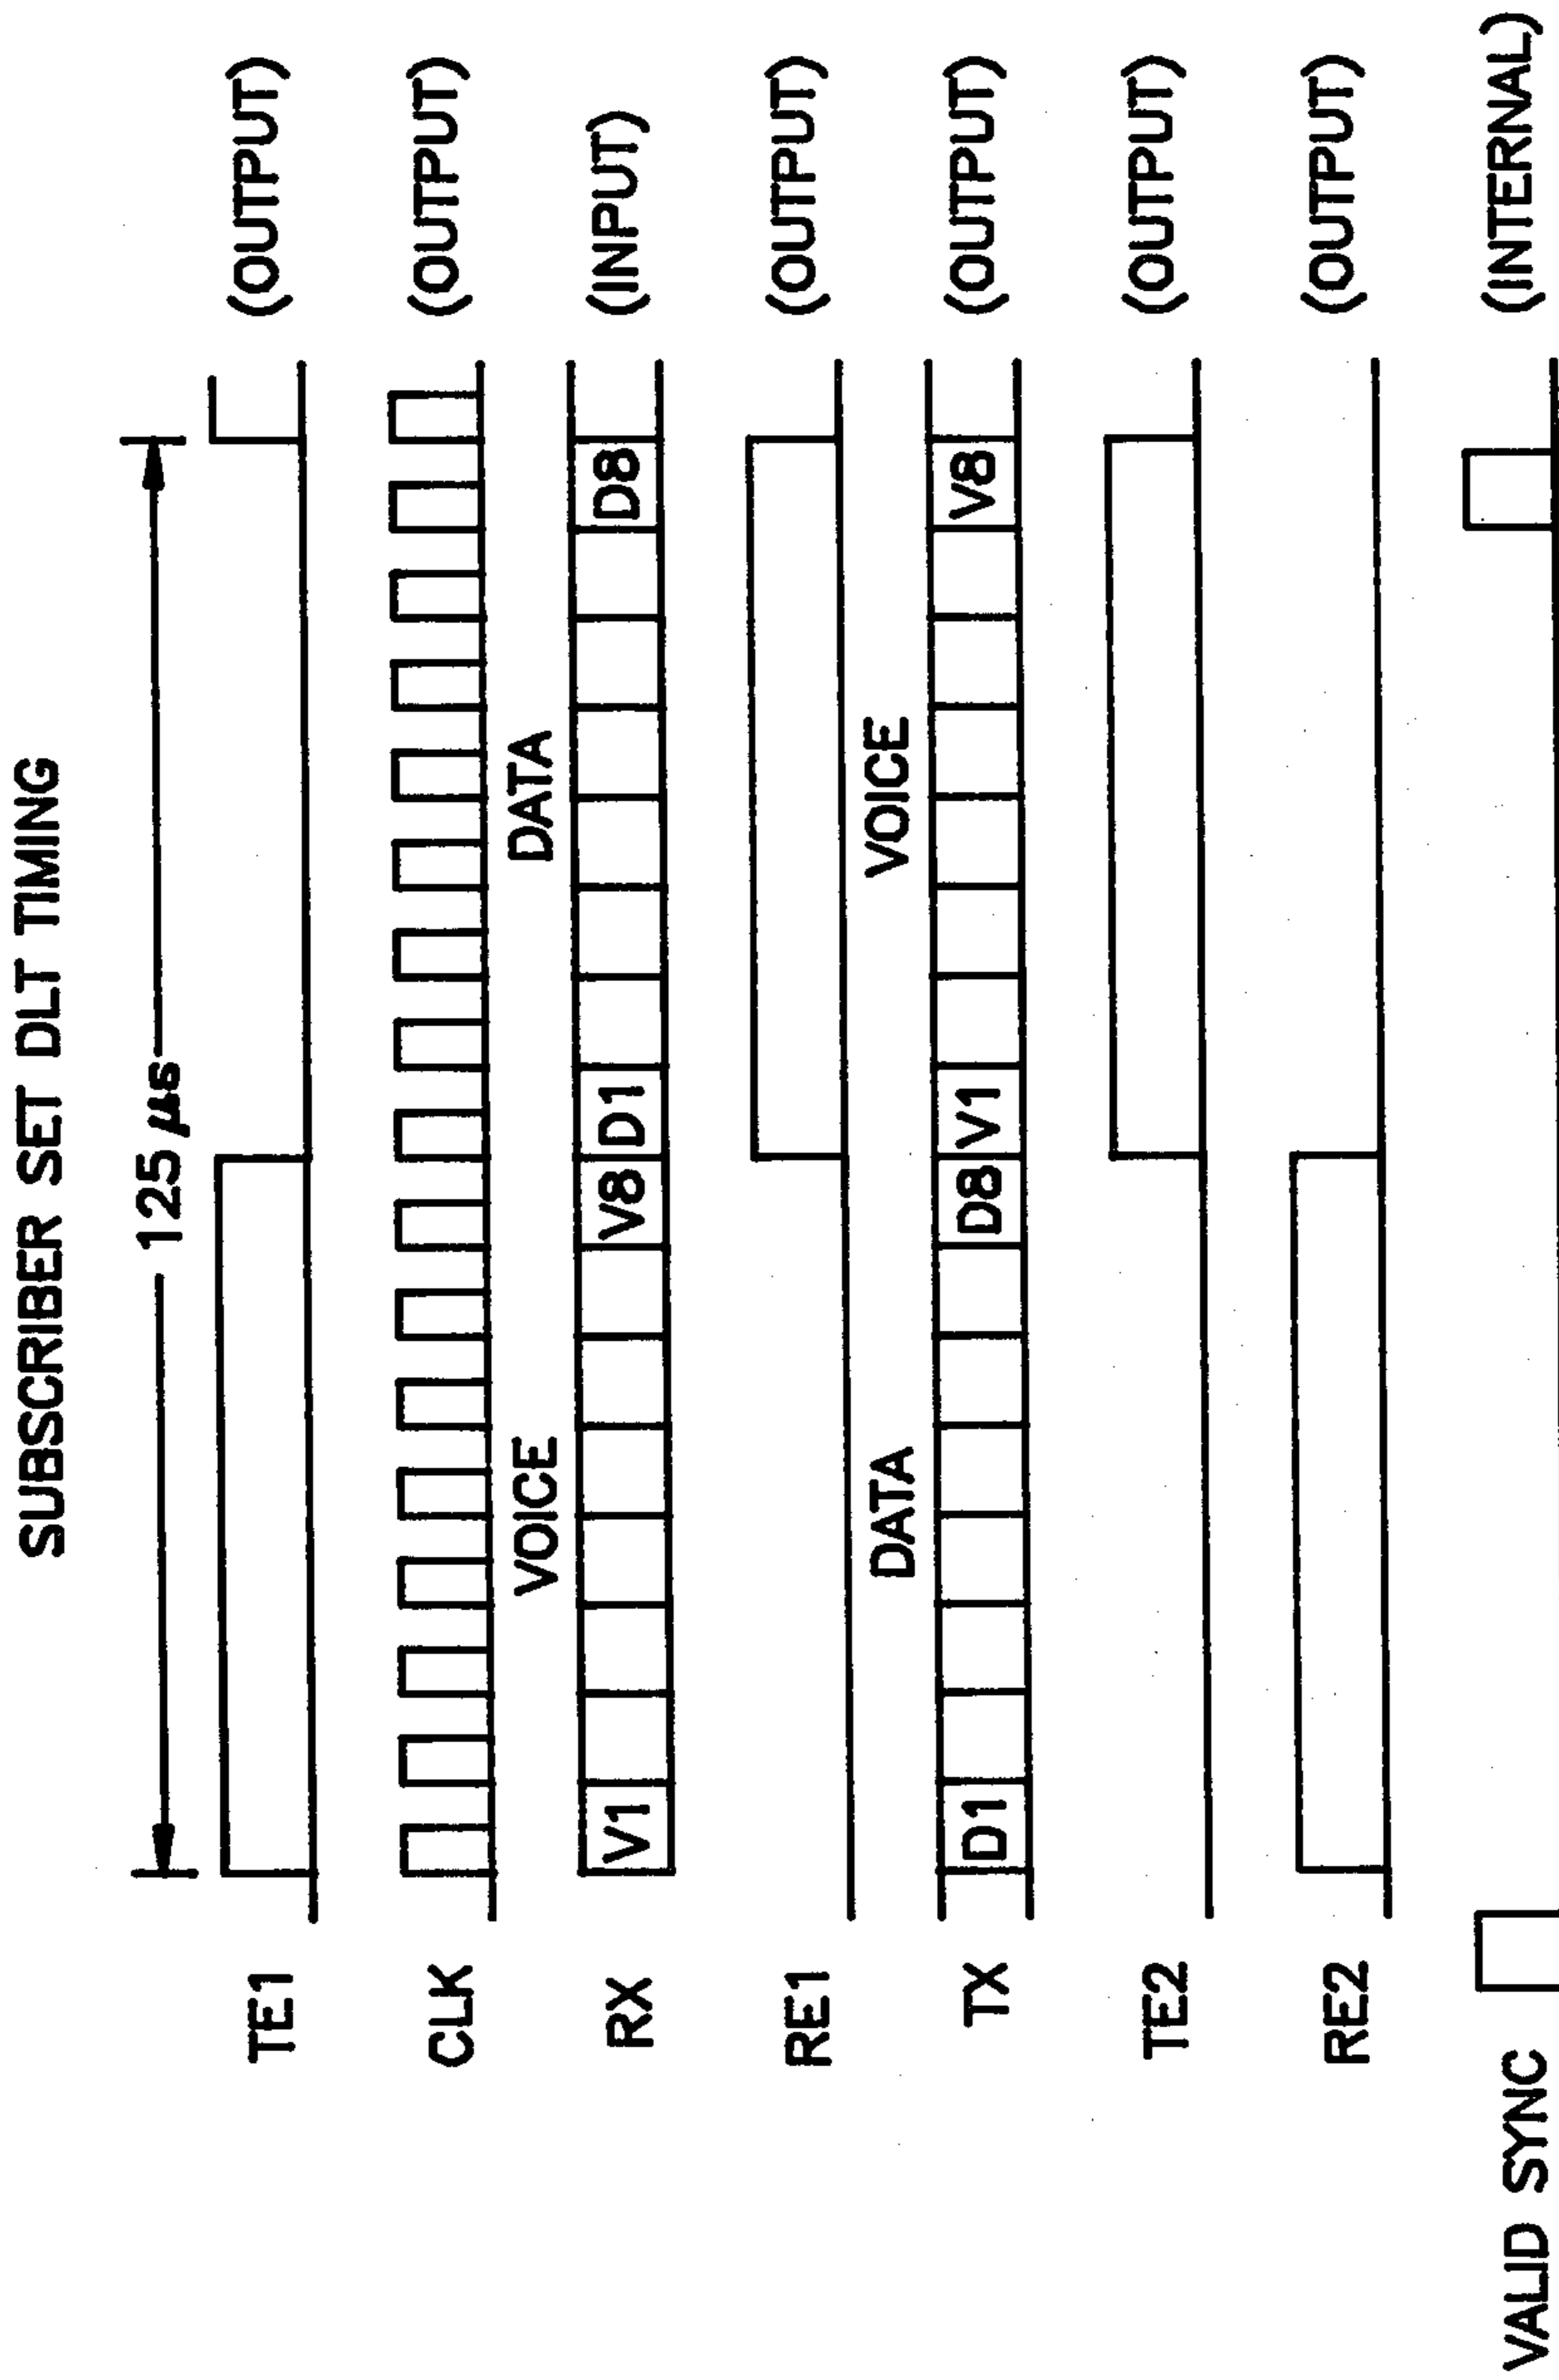 SUBSCRIBER SET DLT TIMING
125 μs
TE1 (OUTPUT)
CLK (OUTPUT)
VOICE DATA
RX V1 V8 D1 D8 (INPUT)
RE1 (OUTPUT)
DATA VOICE
TX D1 D8 V1 V8 (OUTPUT)
TE2 (OUTPUT)
RE2 (OUTPUT)
VALID SYNC (INTERNAL)